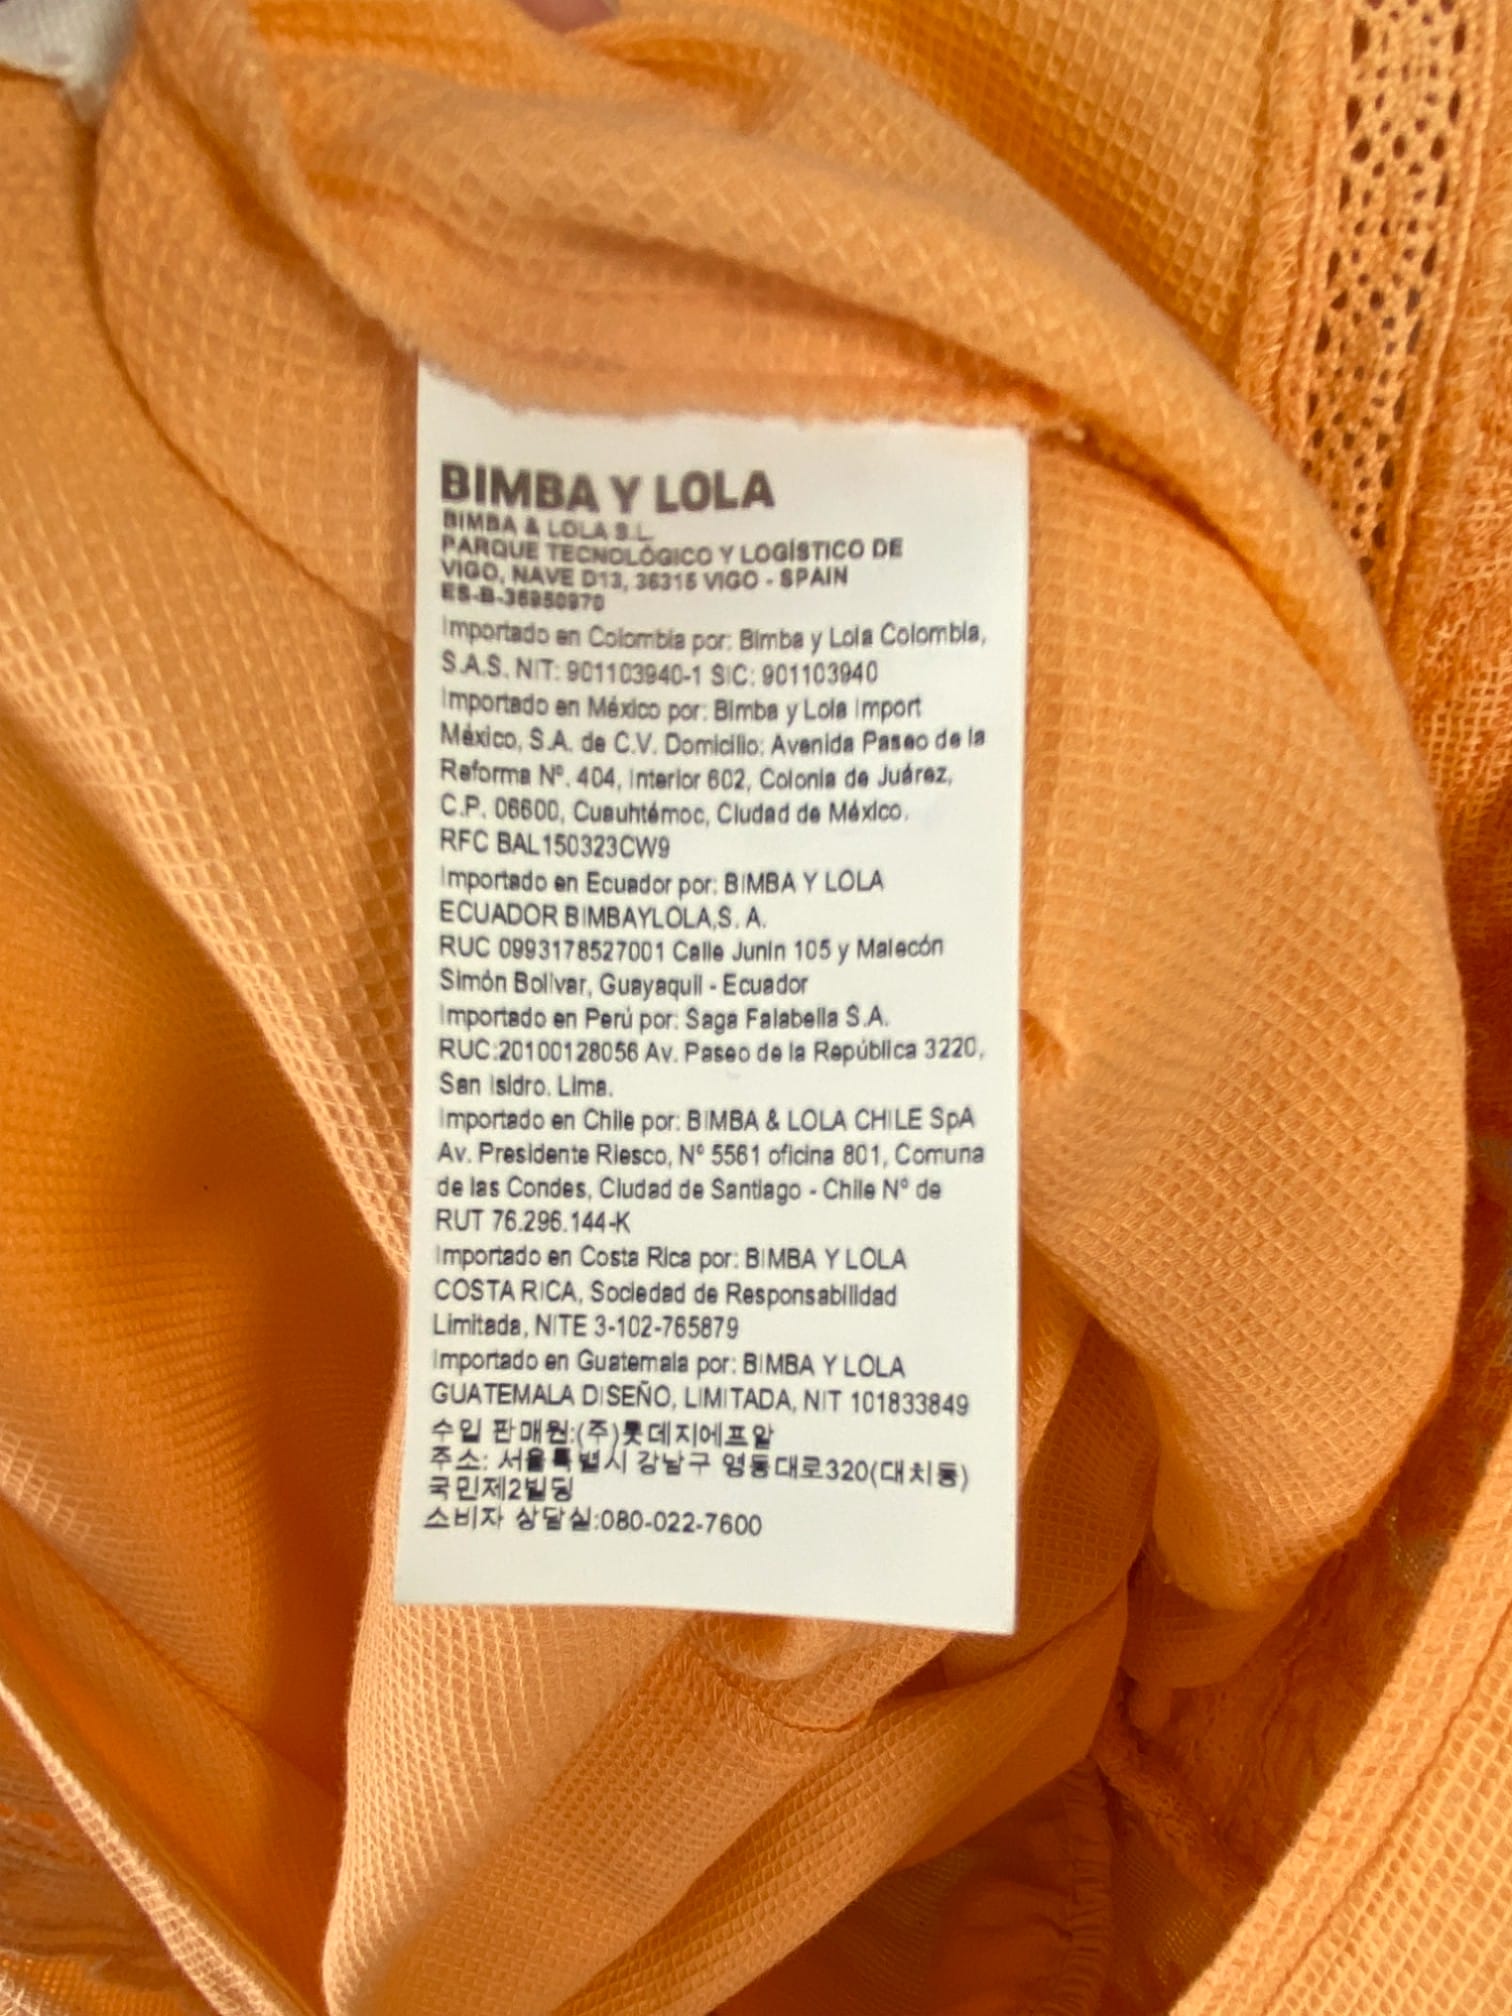 BIMBA Y LOLA
BIMBA & LOLA S.L.
PARQUE TECNOLÓGICO Y LOGÍSTICO DE
VIGO, NAVE D13, 36315 VIGO - SPAIN
ES-B-36950970
Importado en Colombia por: Bimba y Lola Colombia,
S.A.S. NIT: 901103940-1 SIC: 901103940
Importado en México por: Bimba y Lola Import
México, S.A. de C.V. Domicilio: Avenida Paseo de la
Reforma Nº. 404, Interior 602, Colonia de Juárez,
C.P. 06600, Cuauhtémoc, Ciudad de México.
RFC BAL150323CW9
Importado en Ecuador por: BIMBA Y LOLA
ECUADOR BIMBAYLOLA,S. A.
RUC 0993178527001 Calle Junín 105 y Malecón
Simón Bolívar, Guayaquil - Ecuador
Importado en Perú por: Saga Falabella S.A.
RUC:20100128056 Av. Paseo de la República 3220,
San Isidro. Lima.
Importado en Chile por: BIMBA & LOLA CHILE SpA
Av. Presidente Riesco, Nº 5561 oficina 801, Comuna
de las Condes, Ciudad de Santiago - Chile Nº de
RUT 76.296.144-K
Importado en Costa Rica por: BIMBA Y LOLA
COSTA RICA, Sociedad de Responsabilidad
Limitada, NITE 3-102-765879
Importado en Guatemala por: BIMBA Y LOLA
GUATEMALA DISEÑO, LIMITADA, NIT 101833849
수입 판매원:(주)롯데지에프알
주소: 서울특별시 강남구 영동대로320(대치동)
국민제2빌딩
소비자 상담실:080-022-7600